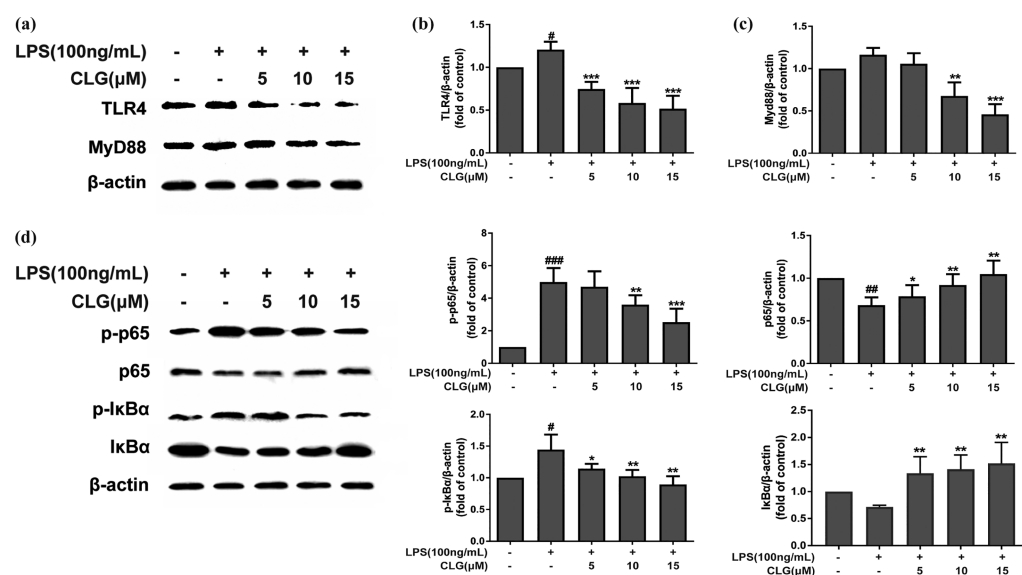 (a)
LPS(100ng/mL) - + + + +
CLG(μM) - - 5 10 15
TLR4
MyD88
β-actin
(b)
TLR4/β-actin
(fold of control)
1.5
1.0
0.5
0.0
#
***
***
***
LPS(100ng/mL) - + + + +
CLG(μM) - - 5 10 15
(c)
Myd88/β-actin
(fold of control)
1.5
1.0
0.5
0.0
**
***
LPS(100ng/mL) - + + + +
CLG(μM) - - 5 10 15
(d)
LPS(100ng/mL) - + + + +
CLG(μM) - - 5 10 15
p-p65
p65
p-IκBα
IκBα
β-actin
p-p65/β-actin
(fold of control)
8
6
4
2
0
###
**
***
LPS(100ng/mL) - + + + +
CLG(μM) - - 5 10 15
p65/β-actin
(fold of control)
1.5
1.0
0.5
0.0
##
*
**
**
LPS(100ng/mL) - + + + +
CLG(μM) - - 5 10 15
p-IκBα/β-actin
(fold of control)
2.0
1.5
1.0
0.5
0.0
#
*
**
**
LPS(100ng/mL) - + + + +
CLG(μM) - - 5 10 15
IκBα/β-actin
(fold of control)
2.5
2.0
1.5
1.0
0.5
0.0
**
**
**
LPS(100ng/mL) - + + + +
CLG(μM) - - 5 10 15